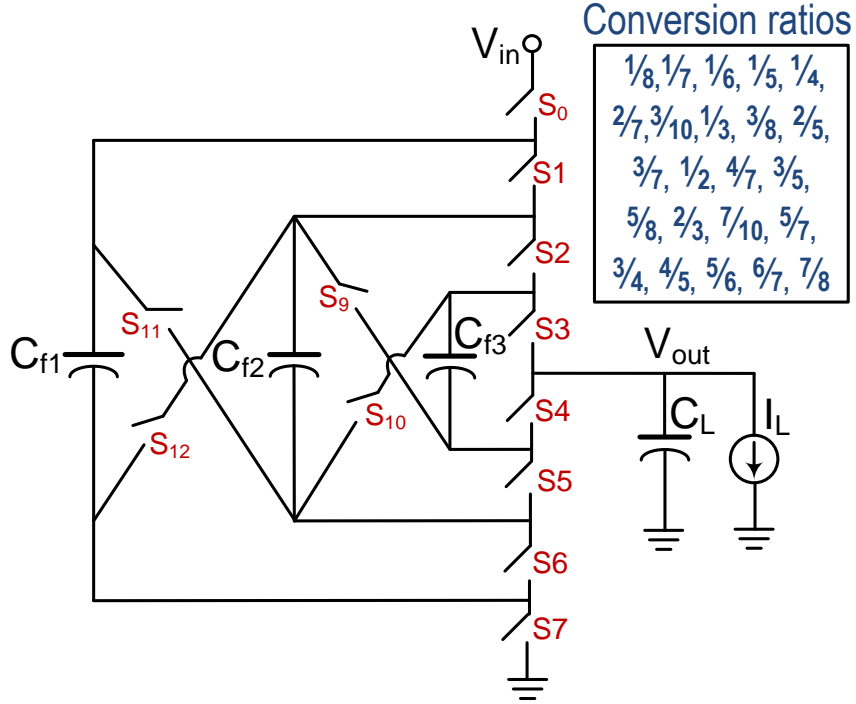 Conversion ratios
⅛, ⅐, ⅙, ⅕, ¼,
2/7, 3/10, ⅓, ⅜, ⅖,
3/7, ½, 4/7, ⅗,
⅝, ⅔, 7/10, 5/7,
¾, ⅘, ⅚, 6/7, ⅞
Vin
S0
S1
S2
S9
S3
S11
Cf1
Cf2
Cf3
Vout
S4
CL
IL
S10
S12
S5
S6
S7